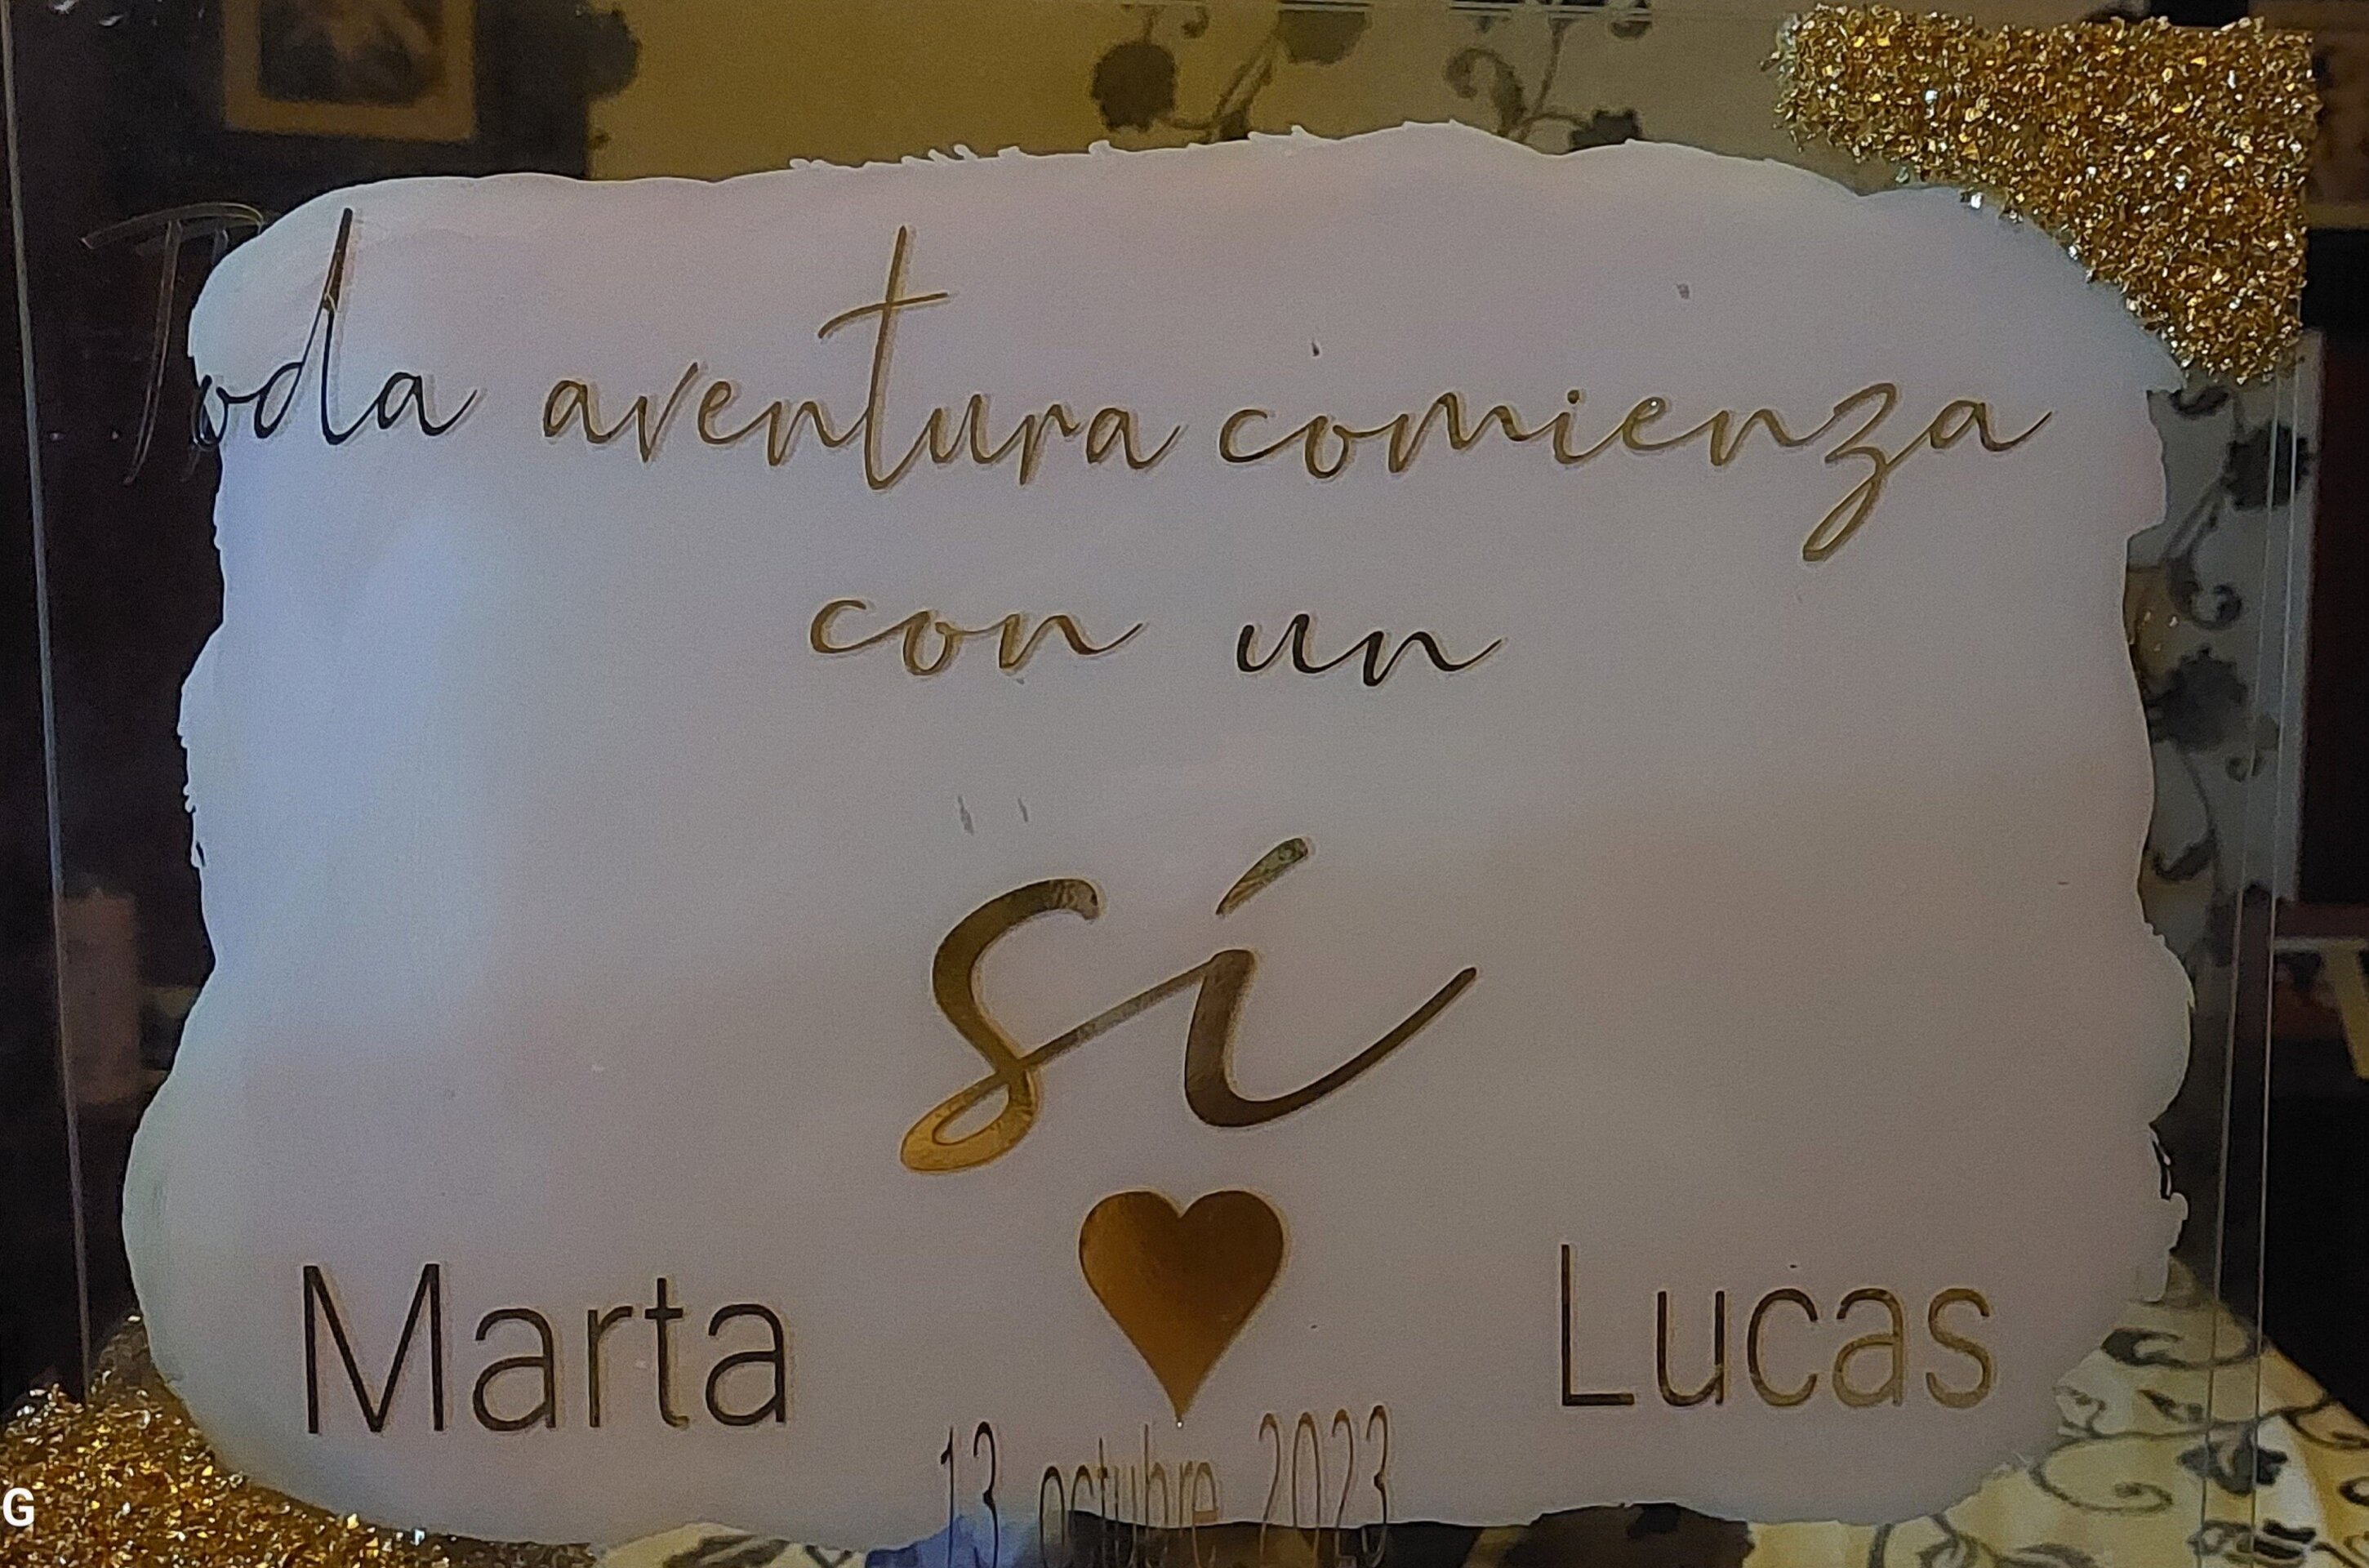 Toda aventura comienza
con un
sí
Marta Lucas
13 octubre 2023
G